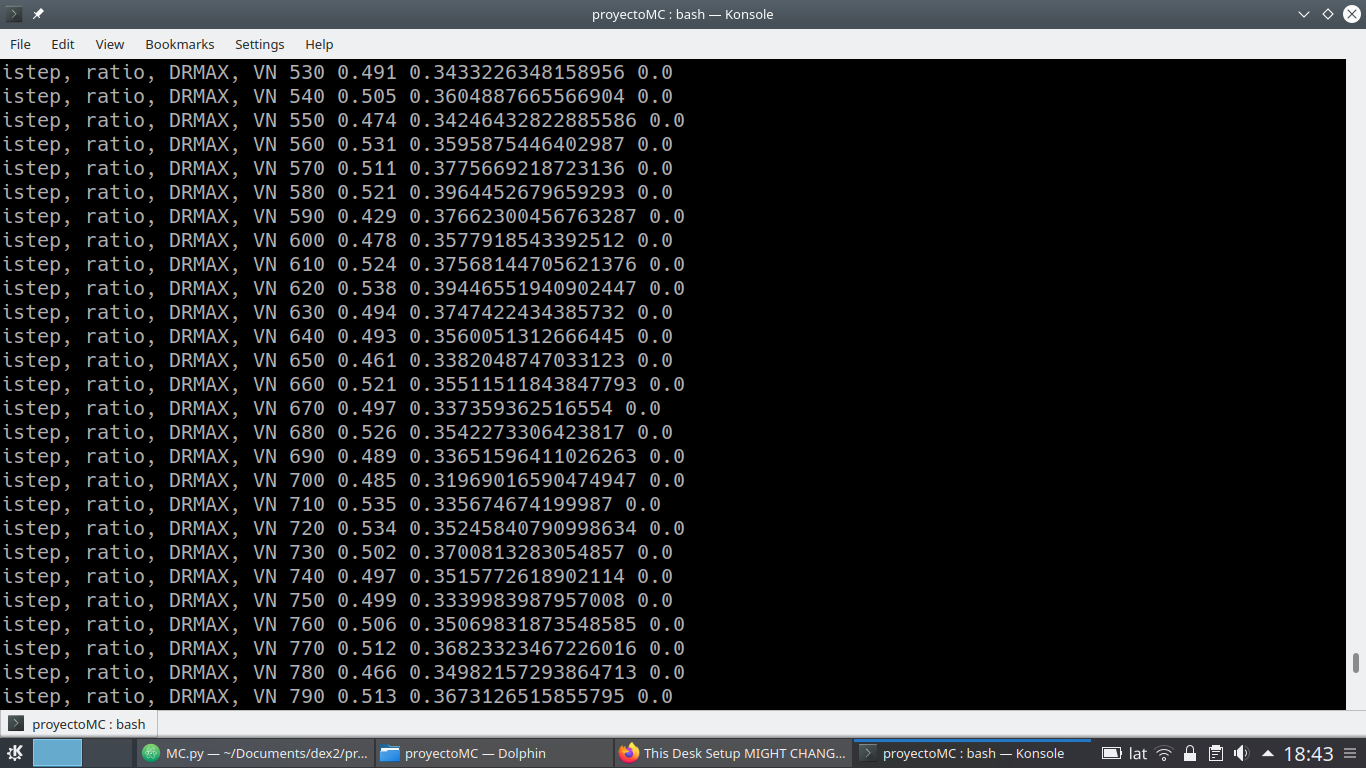 proyectoMC : bash — Konsole
File Edit View Bookmarks Settings Help
istep, ratio, DRMAX, VN 530 0.491 0.3433226348158956 0.0
istep, ratio, DRMAX, VN 540 0.505 0.3604887665566904 0.0
istep, ratio, DRMAX, VN 550 0.474 0.34246432822885586 0.0
istep, ratio, DRMAX, VN 560 0.531 0.3595875446402987 0.0
istep, ratio, DRMAX, VN 570 0.511 0.3775669218723136 0.0
istep, ratio, DRMAX, VN 580 0.521 0.3964452679659293 0.0
istep, ratio, DRMAX, VN 590 0.429 0.37662300456763287 0.0
istep, ratio, DRMAX, VN 600 0.478 0.3577918543392512 0.0
istep, ratio, DRMAX, VN 610 0.524 0.37568144705621376 0.0
istep, ratio, DRMAX, VN 620 0.538 0.39446551940902447 0.0
istep, ratio, DRMAX, VN 630 0.494 0.3747422434385732 0.0
istep, ratio, DRMAX, VN 640 0.493 0.3560051312666445 0.0
istep, ratio, DRMAX, VN 650 0.461 0.3382048747033123 0.0
istep, ratio, DRMAX, VN 660 0.521 0.35511511843847793 0.0
istep, ratio, DRMAX, VN 670 0.497 0.337359362516554 0.0
istep, ratio, DRMAX, VN 680 0.526 0.3542273306423817 0.0
istep, ratio, DRMAX, VN 690 0.489 0.33651596411026263 0.0
istep, ratio, DRMAX, VN 700 0.485 0.31969016590474947 0.0
istep, ratio, DRMAX, VN 710 0.535 0.335674674199987 0.0
istep, ratio, DRMAX, VN 720 0.534 0.35245840790998634 0.0
istep, ratio, DRMAX, VN 730 0.502 0.3700813283054857 0.0
istep, ratio, DRMAX, VN 740 0.497 0.3515772618902114 0.0
istep, ratio, DRMAX, VN 750 0.499 0.3339983987957008 0.0
istep, ratio, DRMAX, VN 760 0.506 0.35069831873548585 0.0
istep, ratio, DRMAX, VN 770 0.512 0.36823323467226016 0.0
istep, ratio, DRMAX, VN 780 0.466 0.34982157293864713 0.0
istep, ratio, DRMAX, VN 790 0.513 0.3673126515855795 0.0
proyectoMC : bash
MC.py — ~/Documents/dex2/pr... proyectoMC — Dolphin This Desk Setup MIGHT CHANG... proyectoMC : bash — Konsole lat 18:43